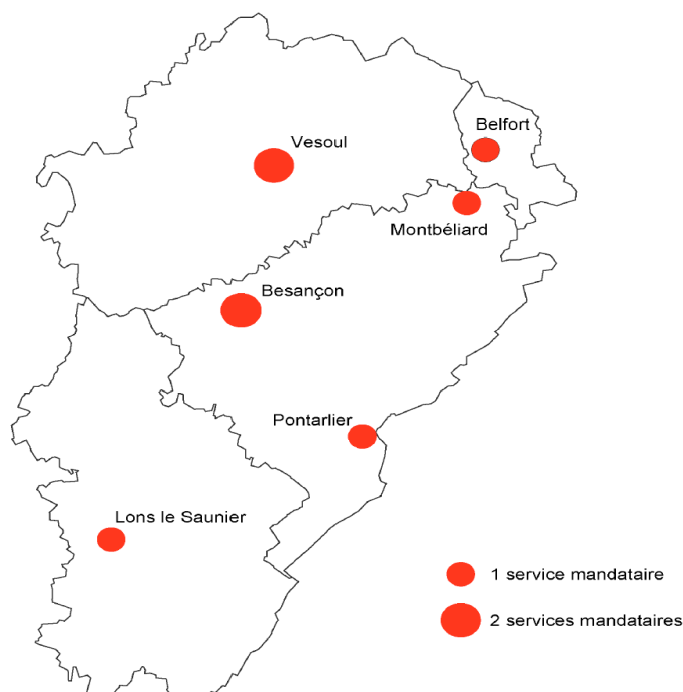 Belfort
Vesoul
Montbéliard
Besançon
Pontarlier
Lons le Saunier
1 service mandataire
2 services mandataires